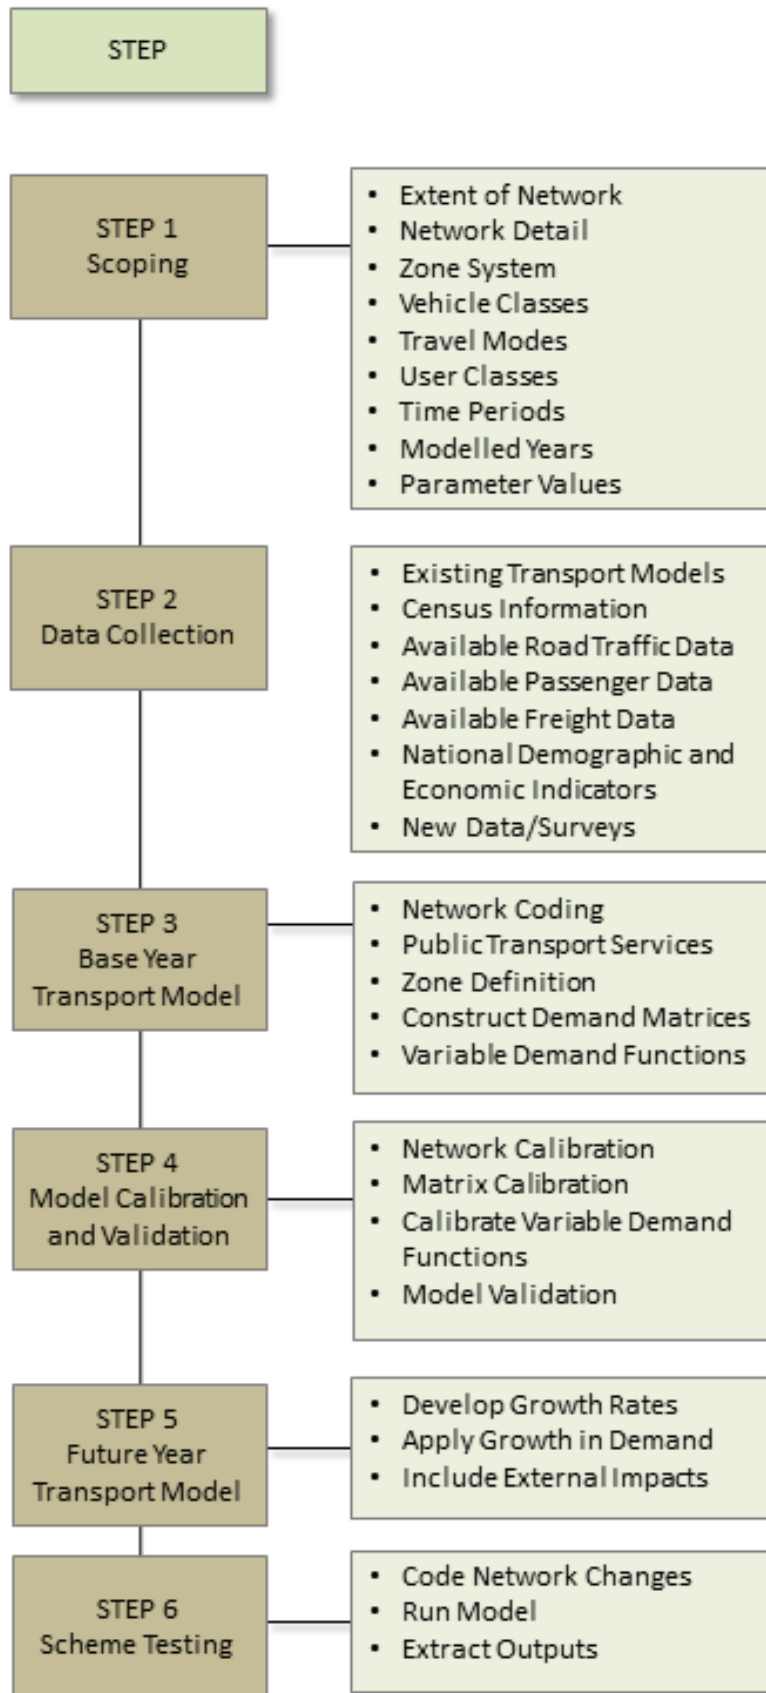 STEP
STEP 1
Scoping
• Extent of Network
• Network Detail
• Zone System
• Vehicle Classes
• Travel Modes
• User Classes
• Time Periods
• Modelled Years
• Parameter Values
STEP 2
Data Collection
• Existing Transport Models
• Census Information
• Available Road Traffic Data
• Available Passenger Data
• Available Freight Data
• National Demographic and
Economic Indicators
• New Data/Surveys
STEP 3
Base Year
Transport Model
• Network Coding
• Public Transport Services
• Zone Definition
• Construct Demand Matrices
• Variable Demand Functions
STEP 4
Model Calibration
and Validation
• Network Calibration
• Matrix Calibration
• Calibrate Variable Demand
Functions
• Model Validation
STEP 5
Future Year
Transport Model
• Develop Growth Rates
• Apply Growth in Demand
• Include External Impacts
STEP 6
Scheme Testing
• Code Network Changes
• Run Model
• Extract Outputs